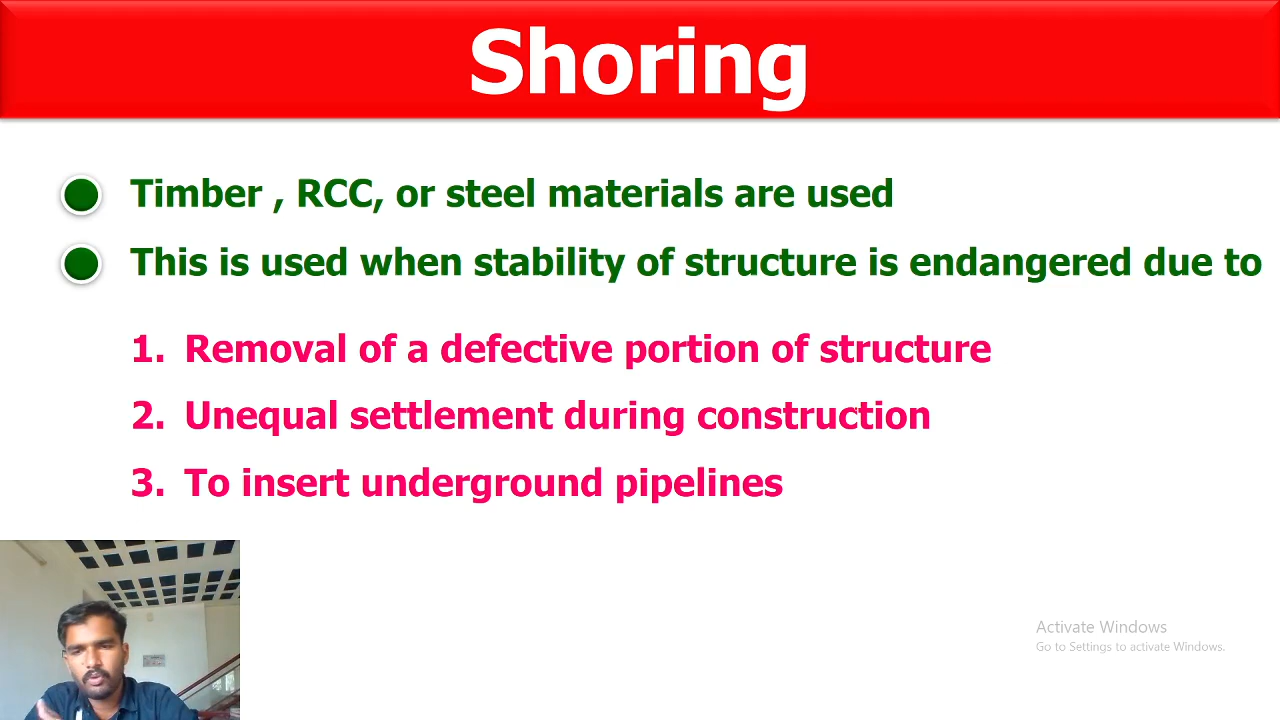 Shoring
Timber , RCC, or steel materials are used
This is used when stability of structure is endangered due to
1. Removal of a defective portion of structure
2. Unequal settlement during construction
3. To insert underground pipelines
Activate Windows
Go to Settings to activate Windows.